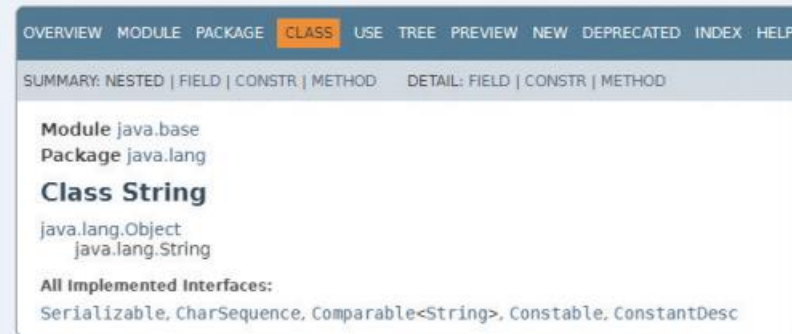 OVERVIEW MODULE PACKAGE CLASS USE TREE PREVIEW NEW DEPRECATED INDEX HELP
SUMMARY: NESTED | FIELD | CONSTR | METHOD DETAIL: FIELD | CONSTR | METHOD
Module java.base
Package java.lang
Class String
java.lang.Object
java.lang.String
All Implemented Interfaces:
Serializable, CharSequence, Comparable<String>, Constable, ConstantDesc